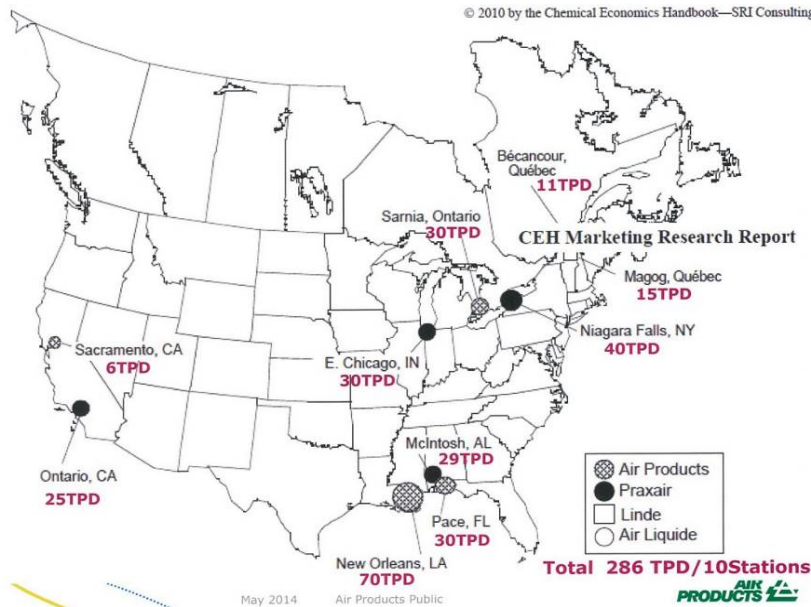 © 2010 by the Chemical Economics Handbook—SRI Consulting
Bécancour,
Québec
11TPD
Sarnia, Ontario
30TPD
CEH Marketing Research Report
Magog, Québec
15TPD
Niagara Falls, NY
40TPD
Sacramento, CA
6TPD
E. Chicago, IN
30TPD
McIntosh, AL
29TPD
Ontario, CA
25TPD
Pace, FL
30TPD
New Orleans, LA
70TPD
Air Products
Praxair
Linde
Air Liquide
Total 286 TPD/10Stations
May 2014 Air Products Public
AIR
PRODUCTS